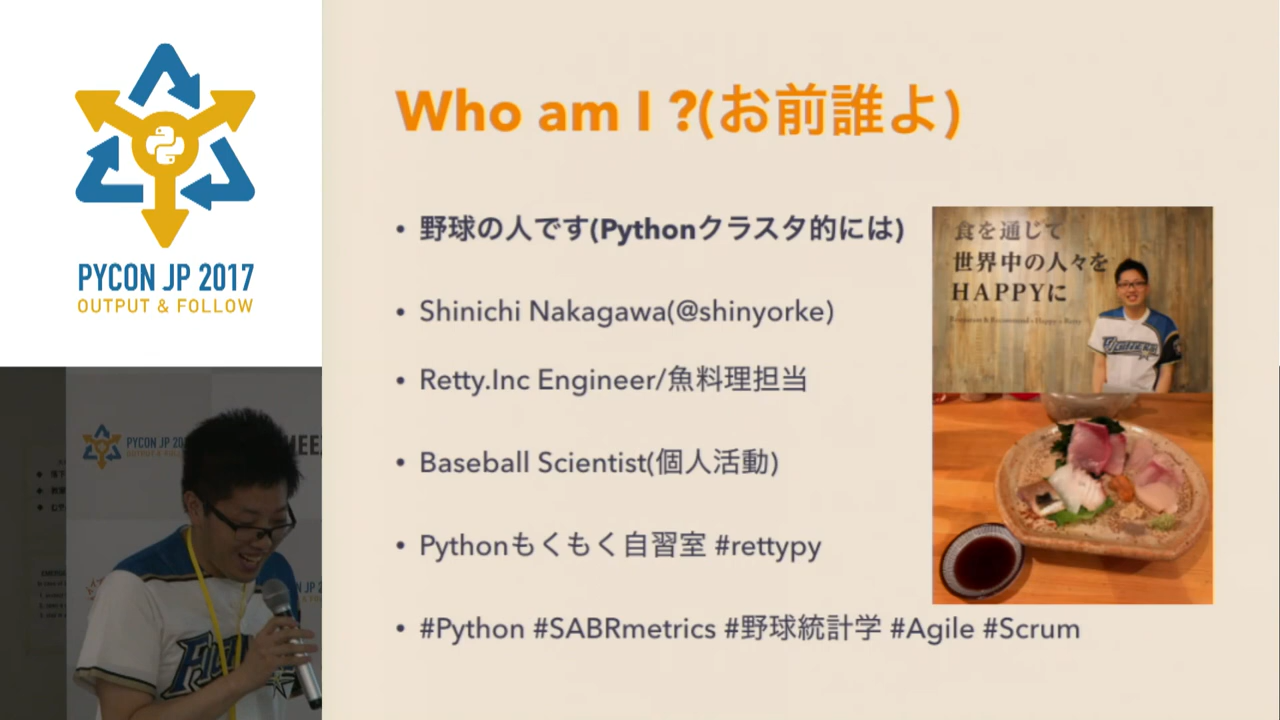 PYCON JP 2017
OUTPUT & FOLLOW
Who am I ?(お前誰よ)
• 野球の人です(Pythonクラスタ的には)
• Shinichi Nakagawa(@shinyorke)
• Retty.Inc Engineer/魚料理担当
• Baseball Scientist(個人活動)
• Pythonもくもく自習室 #rettypy
• #Python #SABRmetrics #野球統計学 #Agile #Scrum
食を通じて
世界中の人々を
HAPPYに
PYCON JP 20